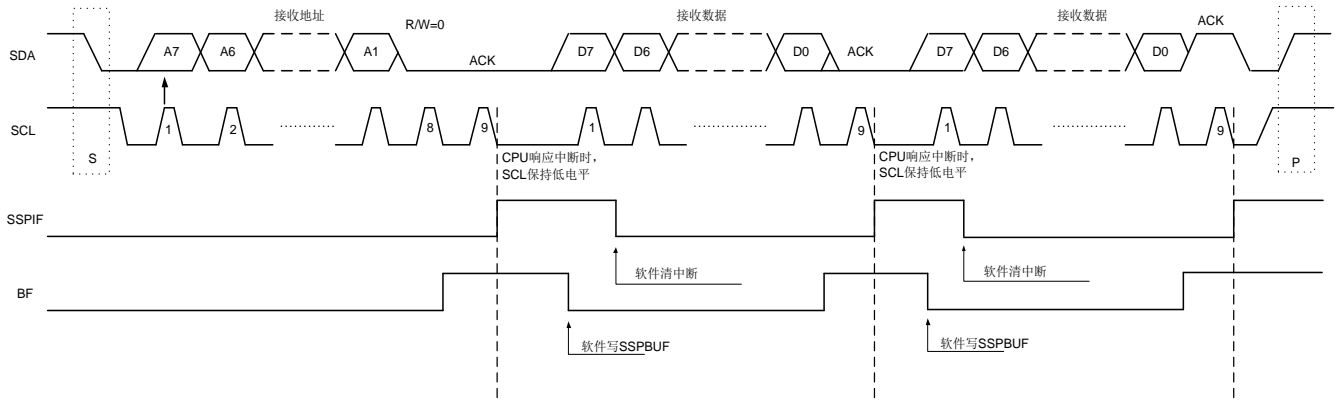 接收地址
接收数据
接收数据
R/W=0
ACK
SDA
A7
A6
A1
ACK
D7
D6
D0
ACK
D7
D6
D0
SCL
1
2
8
9
1
9
1
9
S
P
CPU响应中断时,
SCL保持低电平
CPU响应中断时,
SCL保持低电平
SSPIF
软件清中断
软件清中断
BF
软件写SSPBUF
软件写SSPBUF